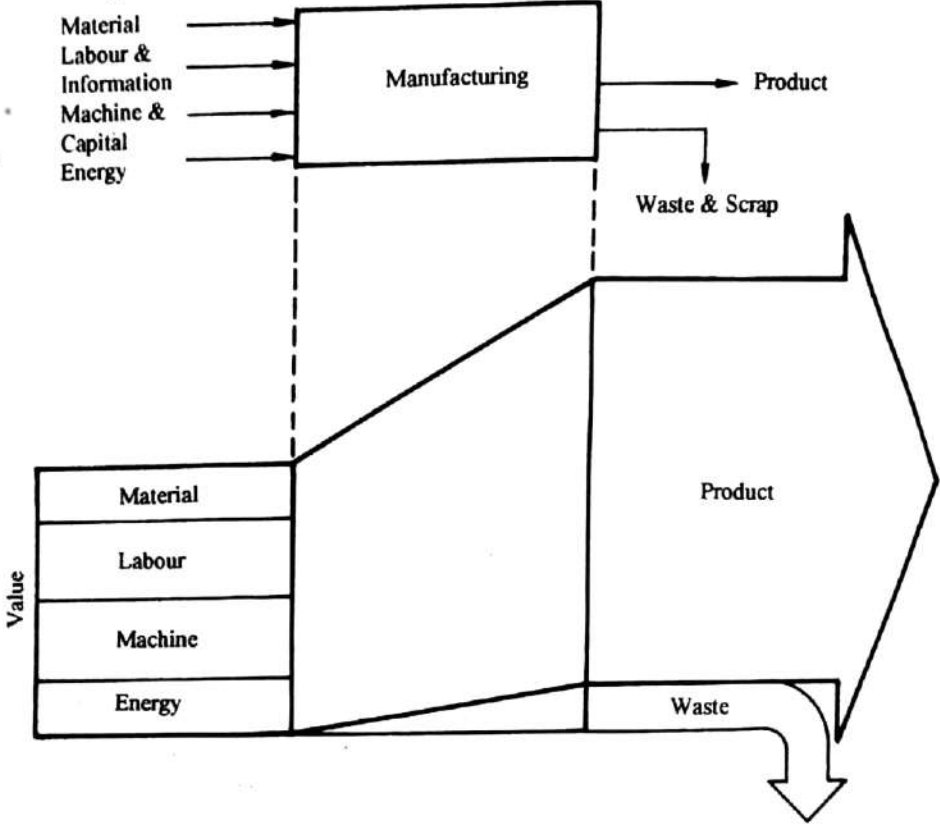 Material
Labour &
Information
Machine &
Capital
Energy
Manufacturing
Product
Waste & Scrap
Value
Material
Labour
Machine
Energy
Product
Waste